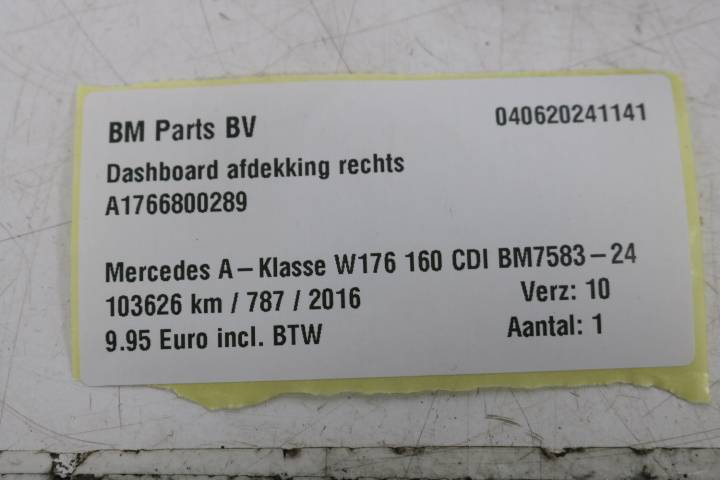 BM Parts BV 040620241141
Dashboard afdekking rechts
A1766800289
Mercedes A-Klasse W176 160 CDI BM7583-24
103626 km / 787 / 2016 Verz: 10
9.95 Euro incl. BTW Aantal: 1